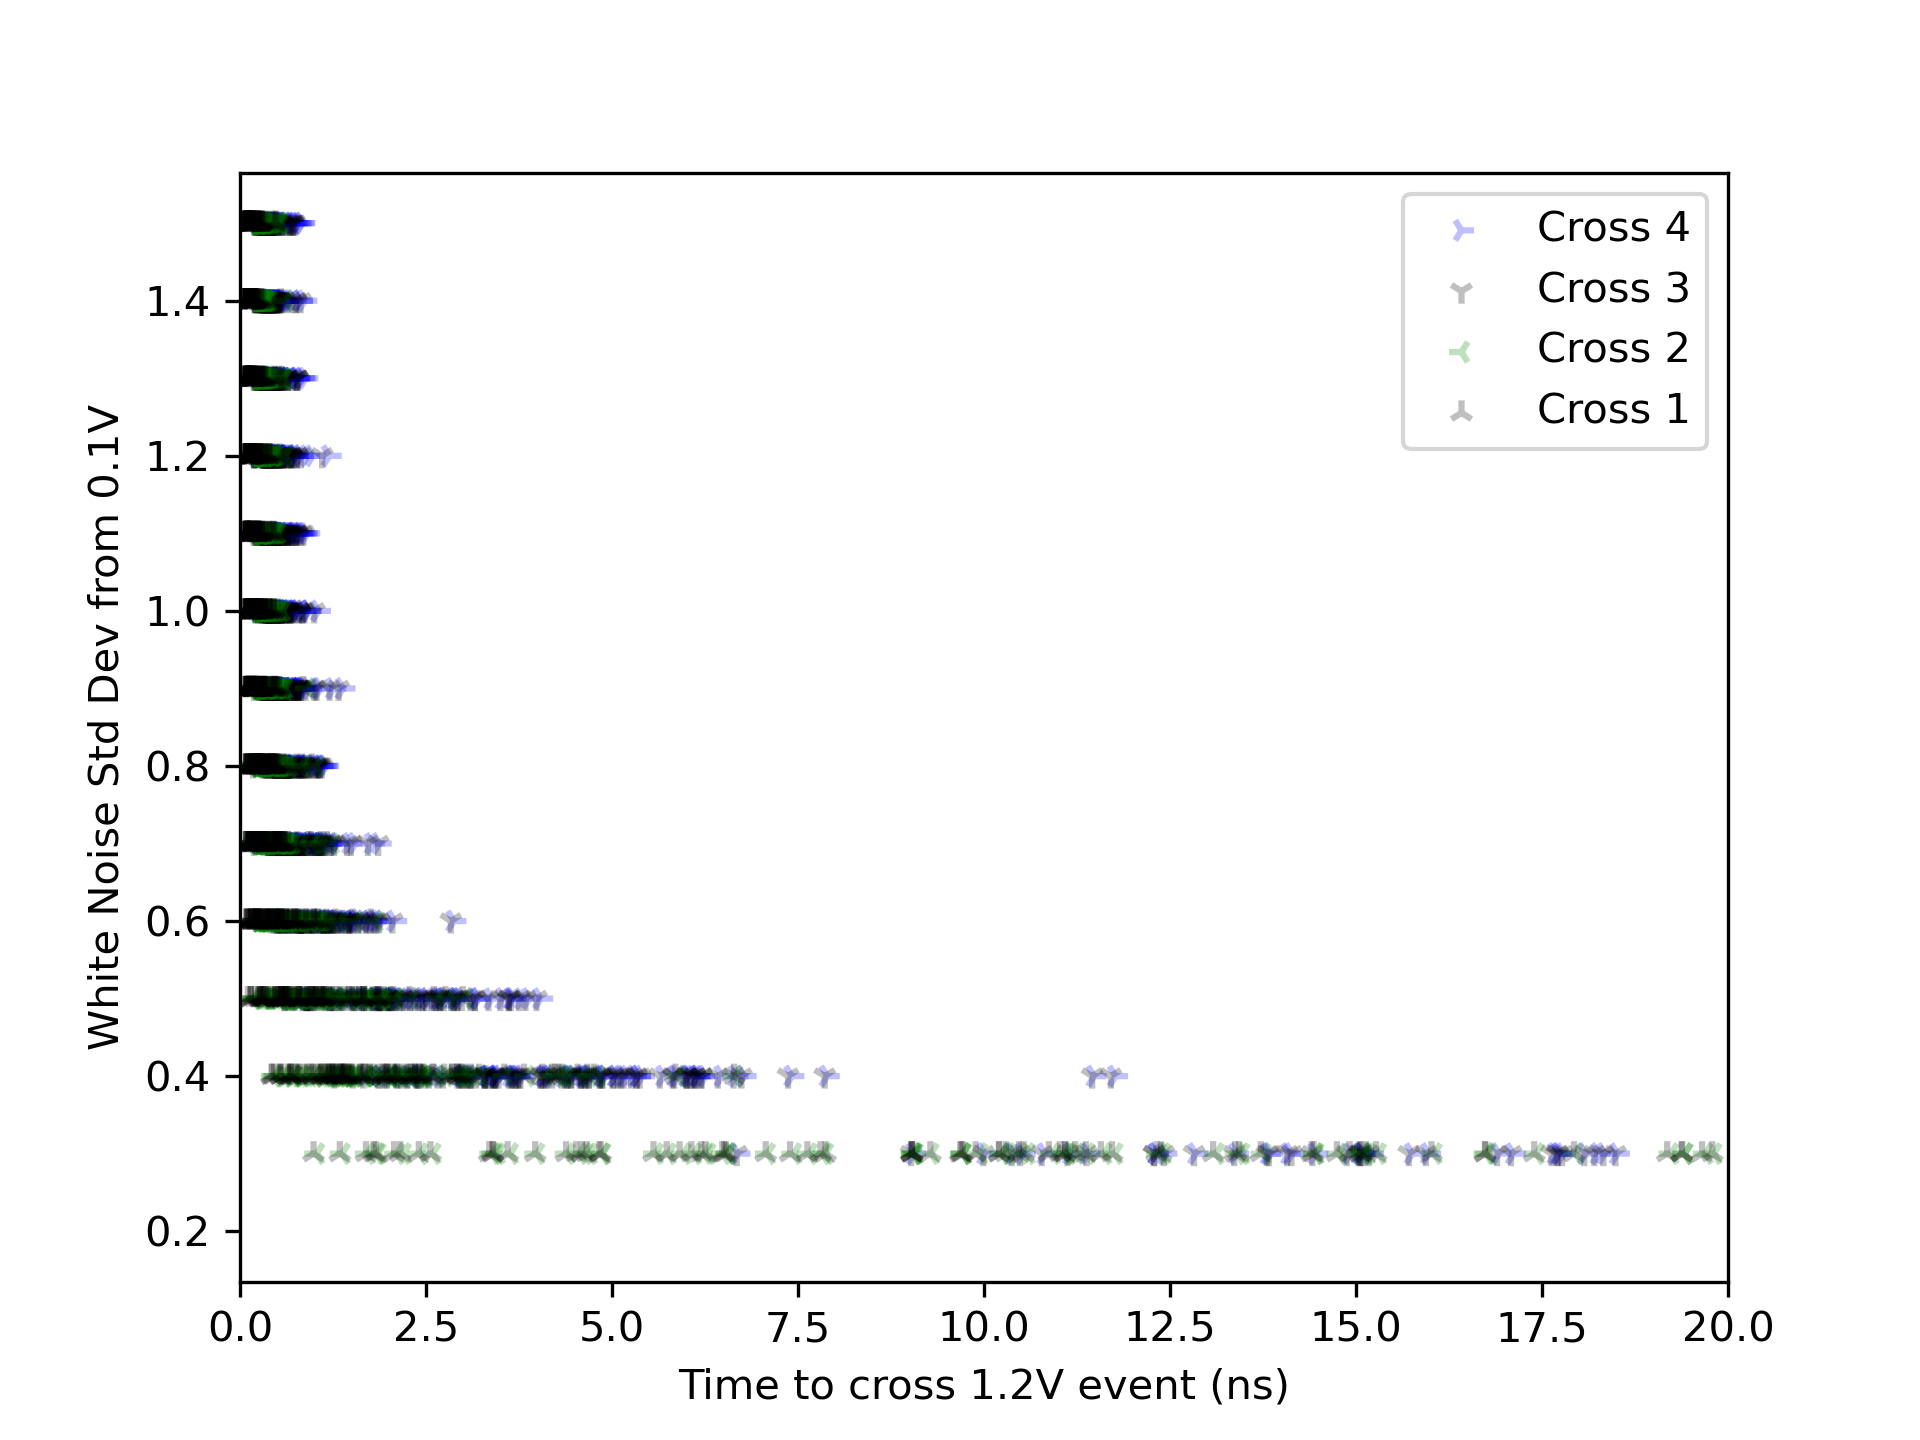 Cross 4
Cross 3
Cross 2
Cross 1
White Noise Std Dev from 0.1V
1.4
1.2
1.0
0.8
0.6
0.4
0.2
0.0 2.5 5.0 7.5 10.0 12.5 15.0 17.5 20.0
Time to cross 1.2V event (ns)